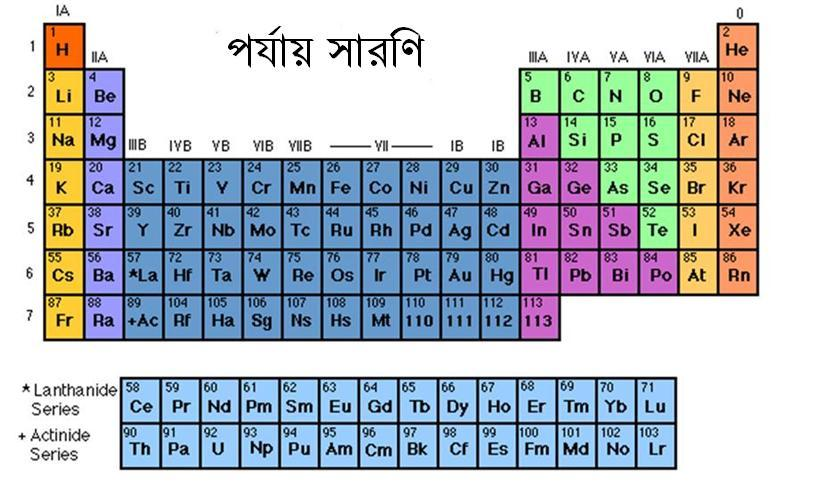 IA 0
1 1 H পর্যায় সারণি 2 He
IIA IIIA IVA VA VIA VIIA
2 3 Li 4 Be 5 B 6 C 7 N 8 O 9 F 10 Ne
3 11 Na 12 Mg IIIB IVB VB VIB VIIB VII IB IB 13 Al 14 Si 15 P 16 S 17 Cl 18 Ar
4 19 K 20 Ca 21 Sc 22 Ti 23 V 24 Cr 25 Mn 26 Fe 27 Co 28 Ni 29 Cu 30 Zn 31 Ga 32 Ge 33 As 34 Se 35 Br 36 Kr
5 37 Rb 38 Sr 39 Y 40 Zr 41 Nb 42 Mo 43 Tc 44 Ru 45 Rh 46 Pd 47 Ag 48 Cd 49 In 50 Sn 51 Sb 52 Te 53 I 54 Xe
6 55 Cs 56 Ba 57 *La 72 Hf 73 Ta 74 W 75 Re 76 Os 77 Ir 78 Pt 79 Au 80 Hg 81 Tl 82 Pb 83 Bi 84 Po 85 At 86 Rn
7 87 Fr 88 Ra 89 +Ac 104 Rf 105 Ha 106 Sg 107 Ns 108 Hs 109 Mt 110 110 111 111 112 112 113 113
* Lanthanide Series 58 Ce 59 Pr 60 Nd 61 Pm 62 Sm 63 Eu 64 Gd 65 Tb 66 Dy 67 Ho 68 Er 69 Tm 70 Yb 71 Lu
+ Actinide Series 90 Th 91 Pa 92 U 93 Np 94 Pu 95 Am 96 Cm 97 Bk 98 Cf 99 Es 100 Fm 101 Md 102 No 103 Lr